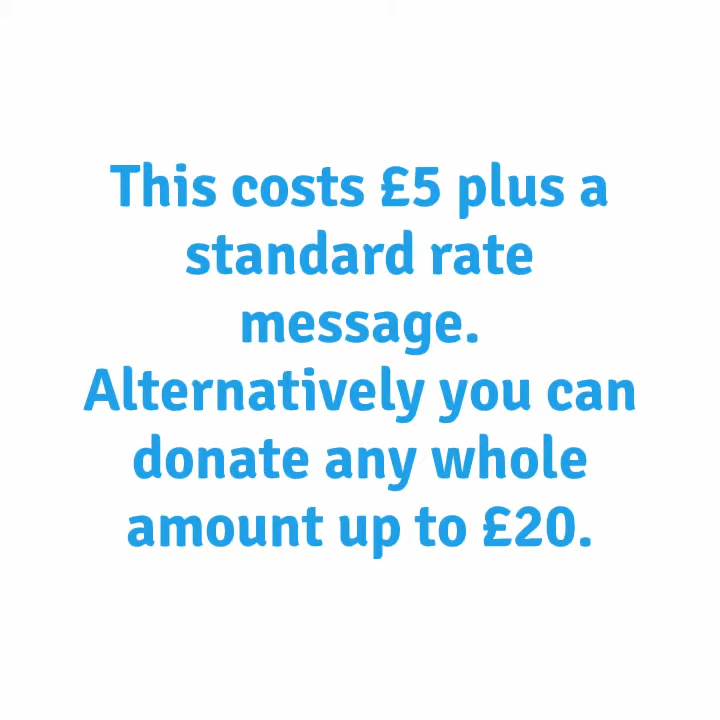 This costs £5 plus a
standard rate
message.
Alternatively you can
donate any whole
amount up to £20.